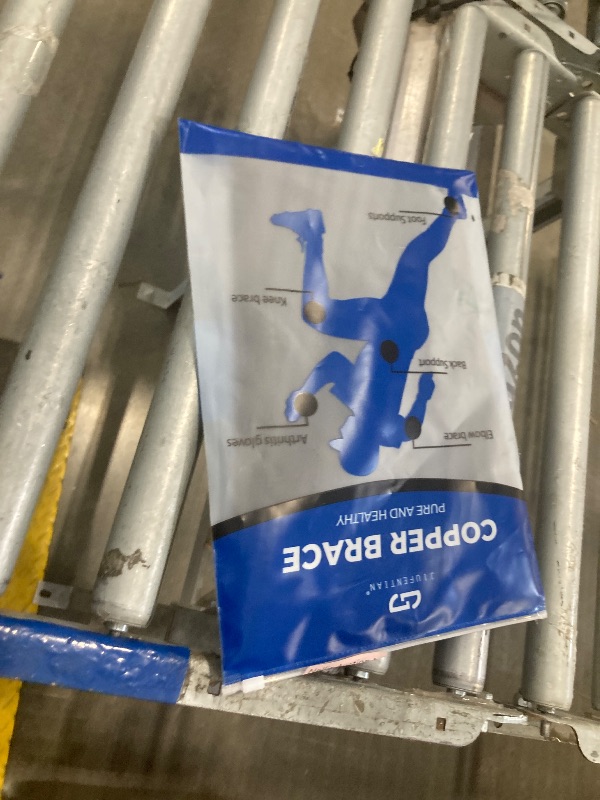 JIUFENTIAN®
COPPER BRACE
PURE AND HEALTHY
Elbow brace
Arthritis gloves
Back Support
Knee brace
Foot Supports